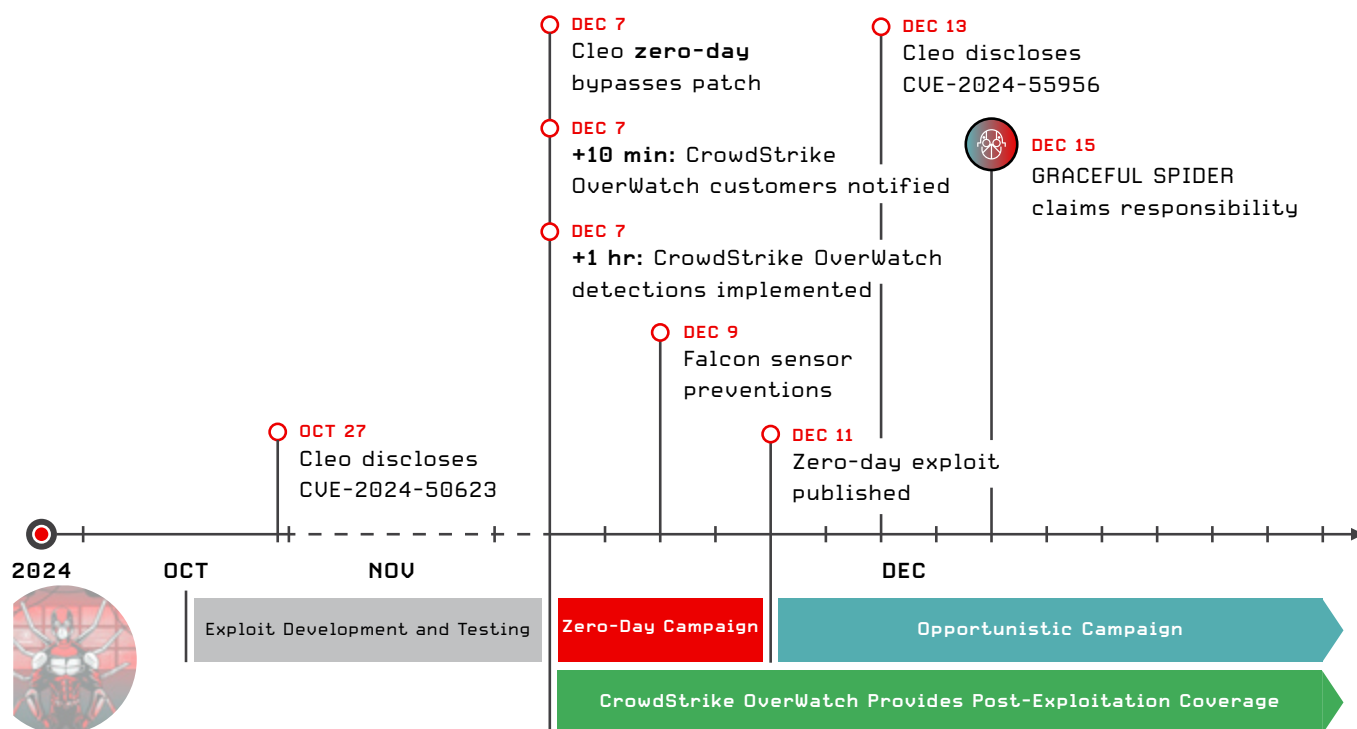 DEC 7
Cleo zero-day
bypasses patch
DEC 7
+10 min: CrowdStrike
OverWatch customers notified
DEC 7
+1 hr: CrowdStrike OverWatch
detections implemented
DEC 13
Cleo discloses
CVE-2024-55956
DEC 15
GRACEFUL SPIDER
claims responsibility
DEC 9
Falcon sensor
preventions
OCT 27
Cleo discloses
CVE-2024-50623
DEC 11
Zero-day exploit
published
2024
OCT
NOV
DEC
Exploit Development and Testing
Zero-Day Campaign
Opportunistic Campaign
CrowdStrike OverWatch Provides Post-Exploitation Coverage